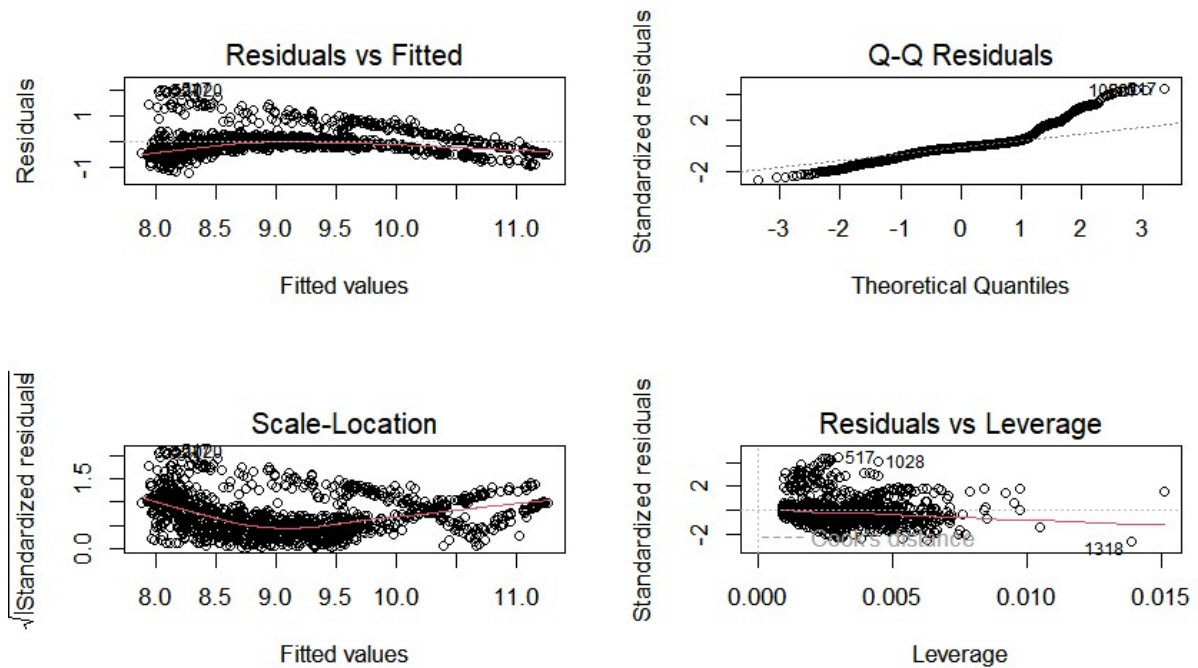 Residuals vs Fitted
Residuals
1
-1
8.0 8.5 9.0 9.5 10.0 11.0
Fitted values
Q-Q Residuals
Standardized residuals
2
-2
-3 -2 -1 0 1 2 3
Theoretical Quantiles
Scale-Location
√|Standardized residuals
1.5
0.0
8.0 8.5 9.0 9.5 10.0 11.0
Fitted values
Residuals vs Leverage
Standardized residuals
2
-2
517
1028
1318
Cook's distance
0.000 0.005 0.010 0.015
Leverage